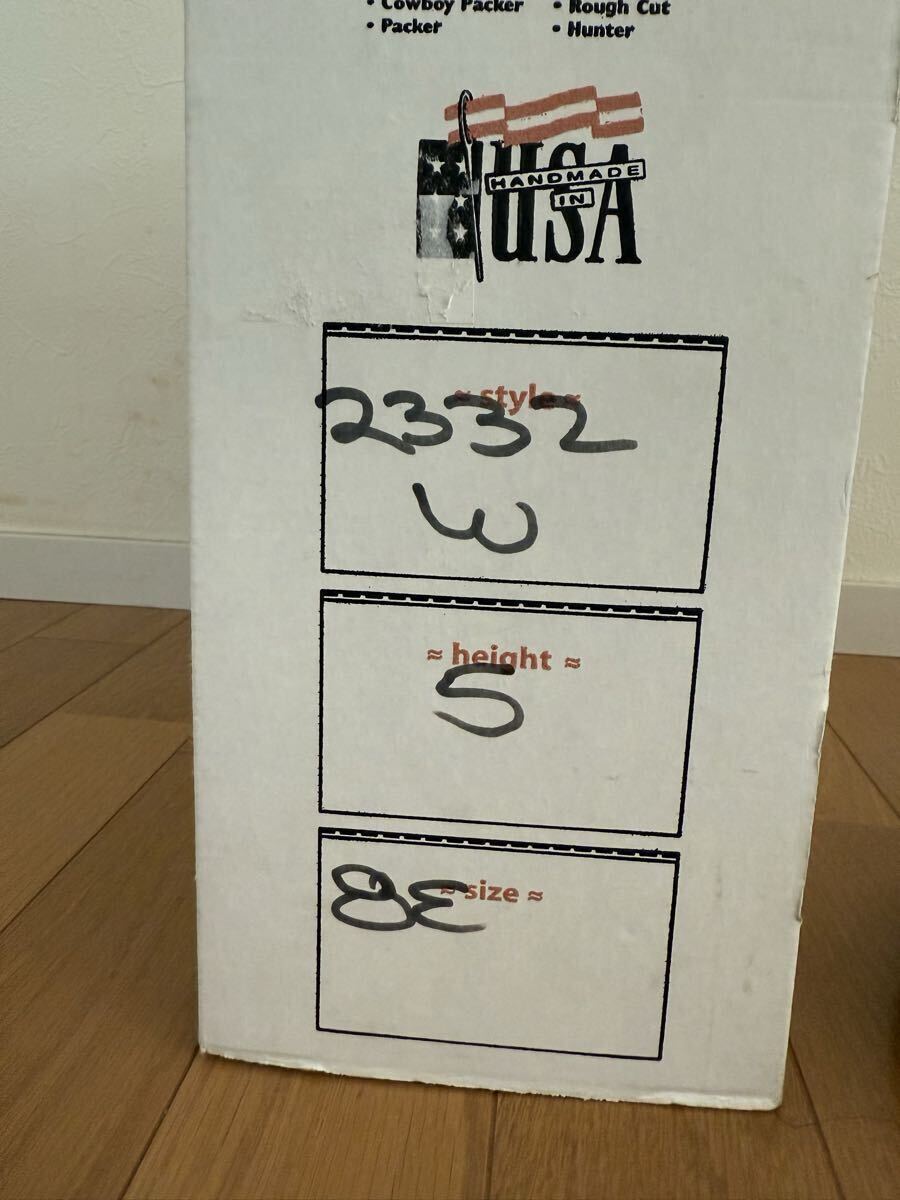 • Cowboy Packer • Rough Cut
• Packer • Hunter
USA
HANDMADE
IN
≈ style ≈
2332
W
≈ height ≈
5
≈ size ≈
8E